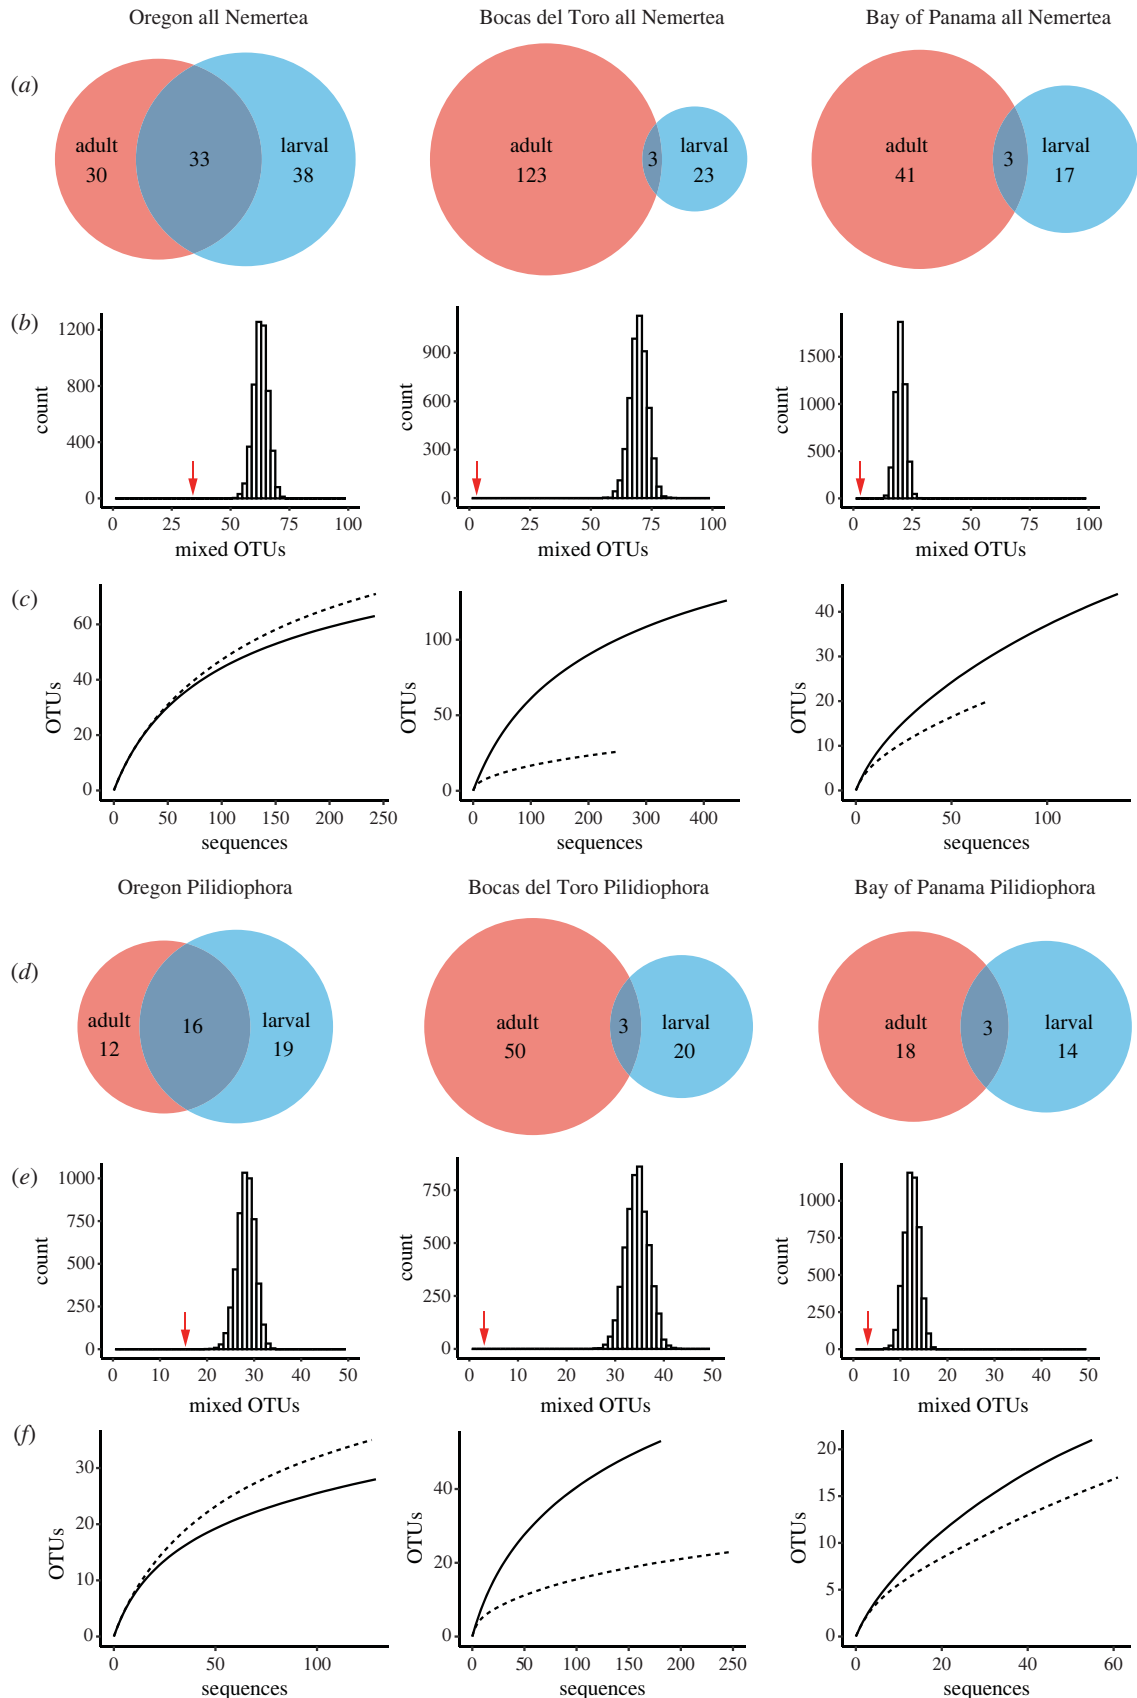 Oregon all Nemertea
Bocas del Toro all Nemertea
Bay of Panama all Nemertea
(a)
adult
30
33
larval
38
adult
123
3
larval
23
adult
41
3
larval
17
(b)
1200
800
400
0
count
0 25 50 75 100
mixed OTUs
900
600
300
0
count
0 25 50 75 100
mixed OTUs
1500
1000
500
0
count
0 25 50 75 100
mixed OTUs
(c)
60
40
20
0
OTUs
0 50 100 150 200 250
sequences
100
50
0
OTUs
0 100 200 300 400
sequences
40
30
20
10
0
OTUs
50 100
sequences
Oregon Pilidiophora
Bocas del Toro Pilidiophora
Bay of Panama Pilidiophora
(d)
adult
12
16
larval
19
adult
50
3
larval
20
adult
18
3
larval
14
(e)
1000
750
500
250
0
count
0 10 20 30 40 50
mixed OTUs
750
500
250
0
count
0 10 20 30 40 50
mixed OTUs
1000
750
500
250
0
count
0 10 20 30 40 50
mixed OTUs
(f)
30
20
10
0
OTUs
0 50 100
sequences
40
20
0
OTUs
0 50 100 150 200 250
sequences
20
15
10
5
0
OTUs
0 20 40 60
sequences